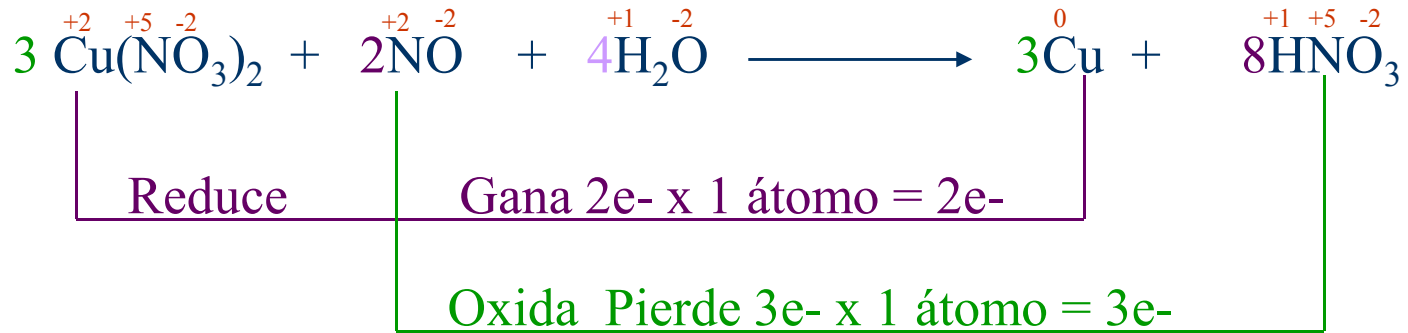 +2 +5 -2 +2 -2 +1 -2 0 +1 +5 -2
3 Cu(NO₃)₂ + 2NO + 4H₂O ⟶ 3Cu + 8HNO₃
Reduce Gana 2e- x 1 átomo = 2e-
Oxida Pierde 3e- x 1 átomo = 3e-